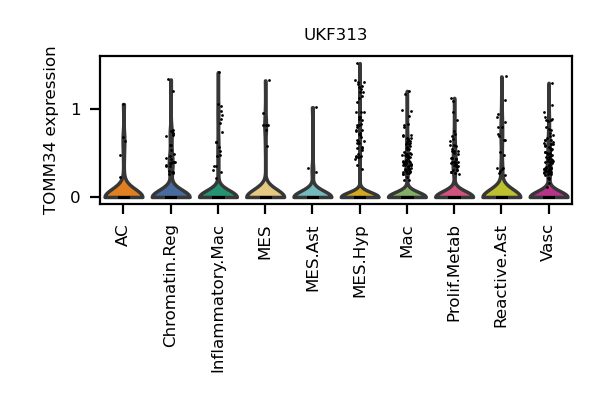 UKF313
TOMM34 expression
1
0
AC
Chromatin.Reg
Inflammatory.Mac
MES
MES.Ast
MES.Hyp
Mac
Prolif.Metab
Reactive.Ast
Vasc